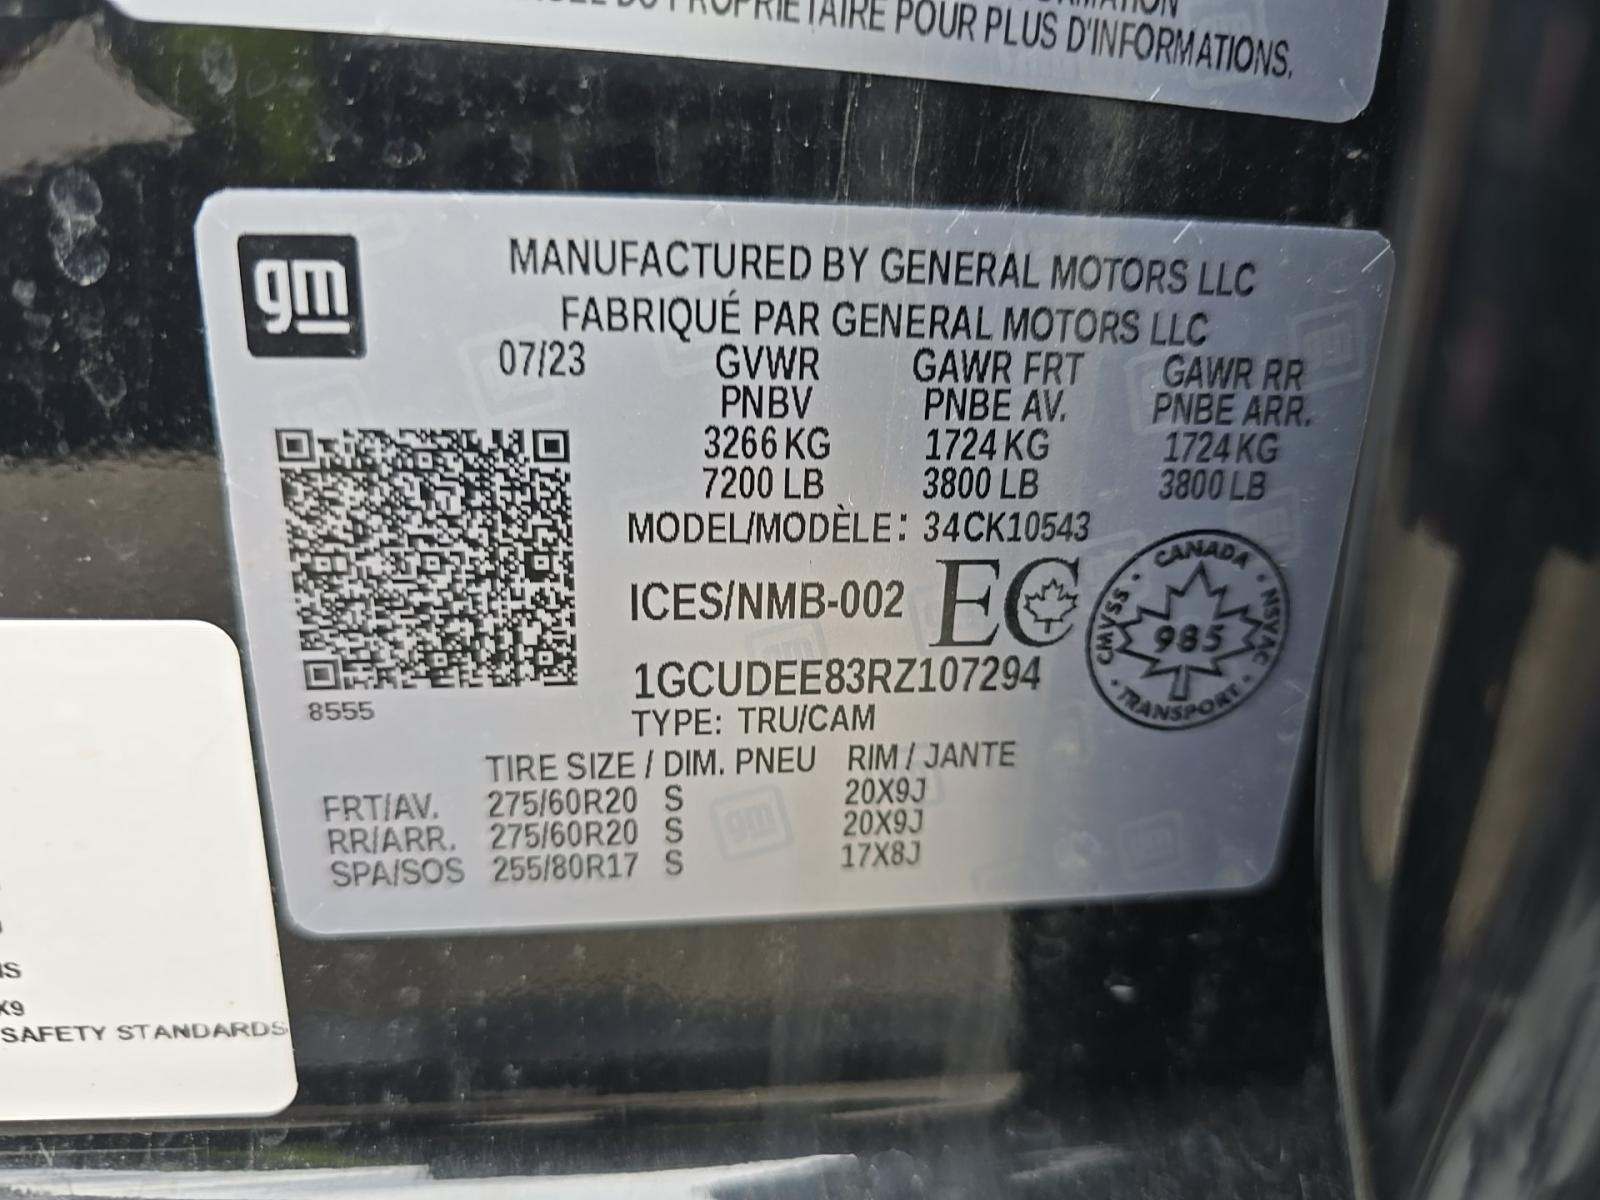 POUR PLUS D'INFORMATIONS.
gm
MANUFACTURED BY GENERAL MOTORS LLC
FABRIQUÉ PAR GENERAL MOTORS LLC
07/23 GVWR GAWR FRT GAWR RR
PNBV PNBE AV. PNBE ARR.
3266 KG 1724 KG 1724 KG
7200 LB 3800 LB 3800 LB
MODEL/MODÈLE: 34CK10543
ICES/NMB-002 EC
CANADA
CMVSS · NSVAC
985
· TRANSPORT ·
1GCUDEE83RZ107294
8555
TYPE: TRU/CAM
TIRE SIZE / DIM. PNEU RIM / JANTE
FRT/AV. 275/60R20 S 20X9J
RR/ARR. 275/60R20 S 20X9J
SPA/SOS 255/80R17 S 17X8J
X9
SAFETY STANDARDS